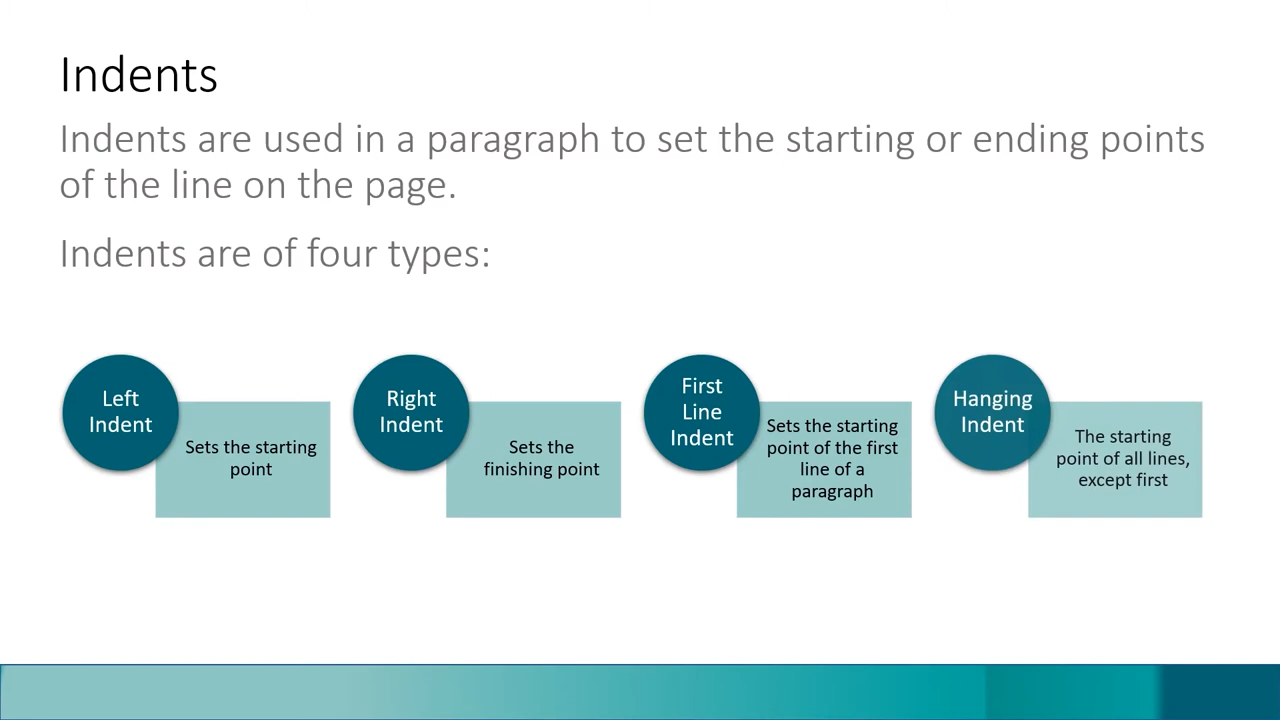 Indents
Indents are used in a paragraph to set the starting or ending points
of the line on the page.
Indents are of four types:
Left
Indent
Sets the starting
point
Right
Indent
Sets the
finishing point
First
Line
Indent
Sets the starting
point of the first
line of a
paragraph
Hanging
Indent
The starting
point of all lines,
except first